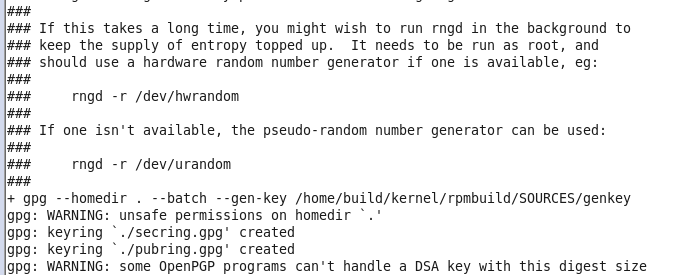 ###
### If this takes a long time, you might wish to run rngd in the background to
### keep the supply of entropy topped up.  It needs to be run as root, and
### should use a hardware random number generator if one is available, eg:
###
###     rngd -r /dev/hwrandom
###
### If one isn't available, the pseudo-random number generator can be used:
###
###     rngd -r /dev/urandom
###
+ gpg --homedir . --batch --gen-key /home/build/kernel/rpmbuild/SOURCES/genkey
gpg: WARNING: unsafe permissions on homedir `.'
gpg: keyring `./secring.gpg' created
gpg: keyring `./pubring.gpg' created
gpg: WARNING: some OpenPGP programs can't handle a DSA key with this digest size